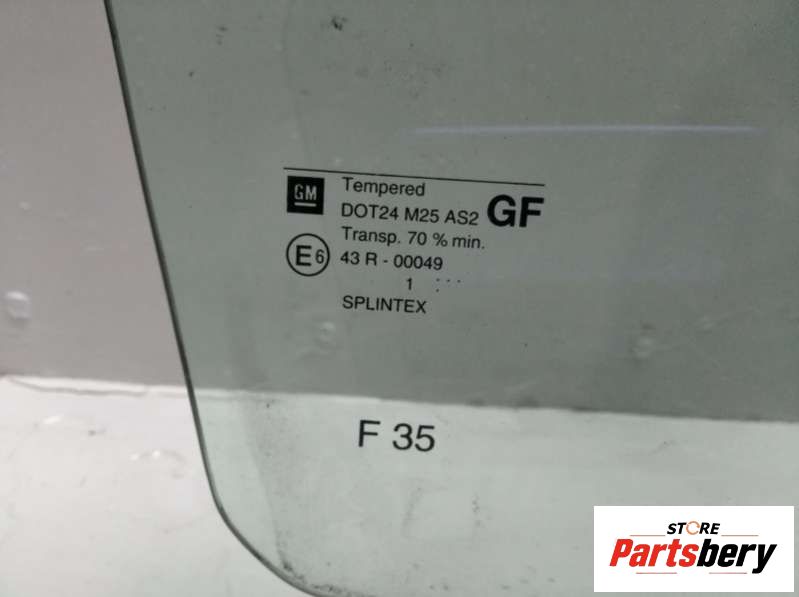 GM Tempered
DOT24 M25 AS2 GF
Transp. 70 % min.
E6 43 R - 00049
1
SPLINTEX
F 35
STORE
Partsbery